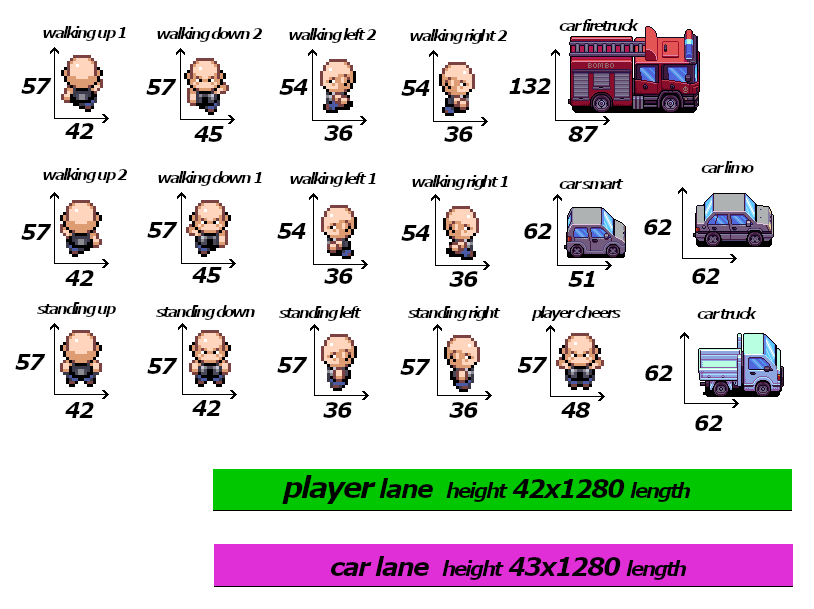 walking up 1
57
42
walking down 2
57
45
walking left 2
54
36
walking right 2
54
36
car firetruck
132
BOMBO
87
walking up 2
57
42
walking down 1
57
45
walking left 1
54
36
walking right 1
54
36
car smart
62
51
car limo
62
62
standing up
57
42
standing down
57
42
standing left
57
36
standing right
57
36
player cheers
57
48
car truck
62
62
player lane height 42x1280 length
car lane height 43x1280 length